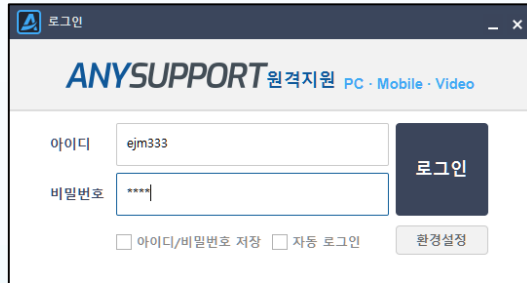 로그인
ANYSUPPORT 원격지원 PC · Mobile · Video
아이디 ejm333
로그인
비밀번호 ****
아이디/비밀번호 저장 자동 로그인 환경설정